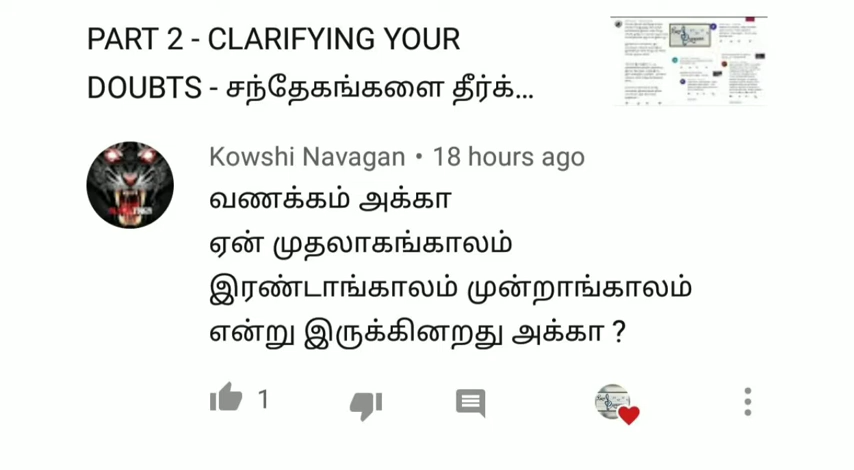 PART 2 - CLARIFYING YOUR
DOUBTS - சந்தேகங்களை தீர்க்...
Kowshi Navagan • 18 hours ago
வணக்கம் அக்கா
ஏன் முதலாகங்காலம்
இரண்டாங்காலம் முன்றாங்காலம்
என்று இருக்கினறது அக்கா ?
1